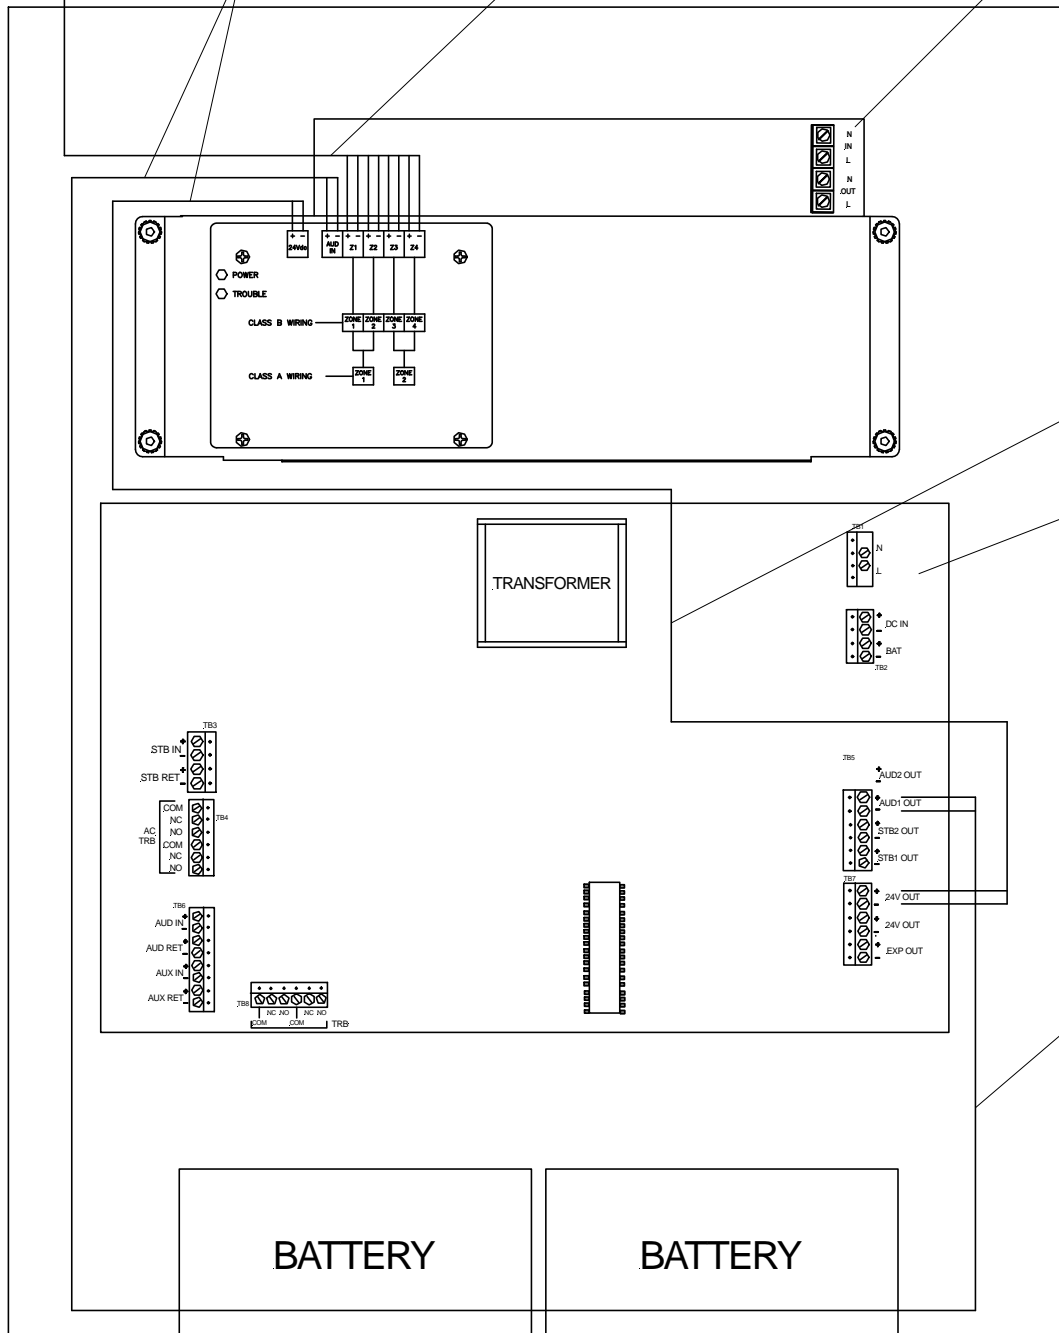 N
IN
L
N
OUT
L
+ - + - + - + - + - + -
24Vdc AUD IN Z1 Z2 Z3 Z4
POWER
TROUBLE
CLASS B WIRING ZONE 1 ZONE 2 ZONE 3 ZONE 4
CLASS A WIRING ZONE 1 ZONE 2
TRANSFORMER
TB1
N
L
+
DC IN
-
+
BAT
-
TB2
TB3
+
STB IN
-
+
STB RET
-
TB4
COM
NC
AC
NO
TRB
COM
NC
NO
TB5
+
AUD2 OUT
-
+
AUD1 OUT
-
+
STB2 OUT
-
+
STB1 OUT
-
TB7
+
24V OUT
-
+
24V OUT
-
+
EXP OUT
-
TB6
+
AUD IN
-
+
AUD RET
-
+
AUX IN
-
+
AUX RET
-
TB8
NC NO NC NO
COM COM TRB
BATTERY BATTERY